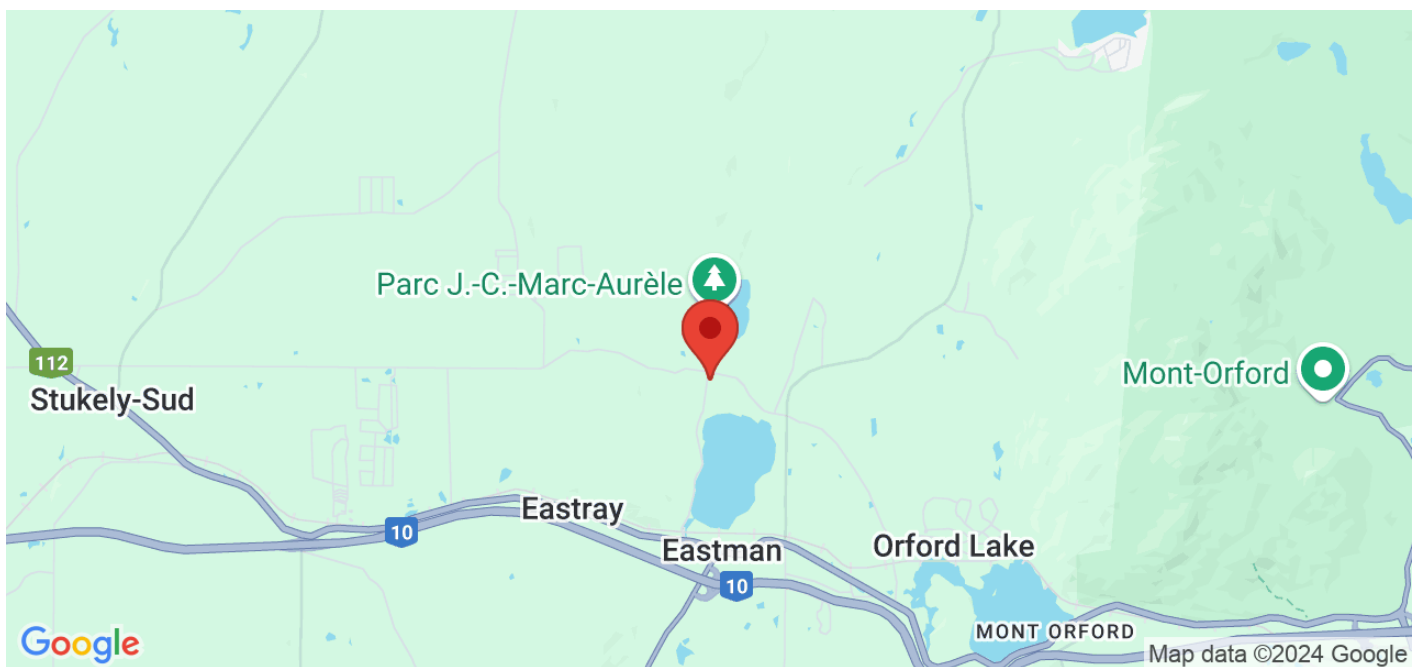 Parc J.-C.-Marc-Aurèle
112
Mont-Orford
Stukely-Sud
Eastray
10
Eastman
Orford Lake
10
MONT ORFORD
Google
Map data ©2024 Google